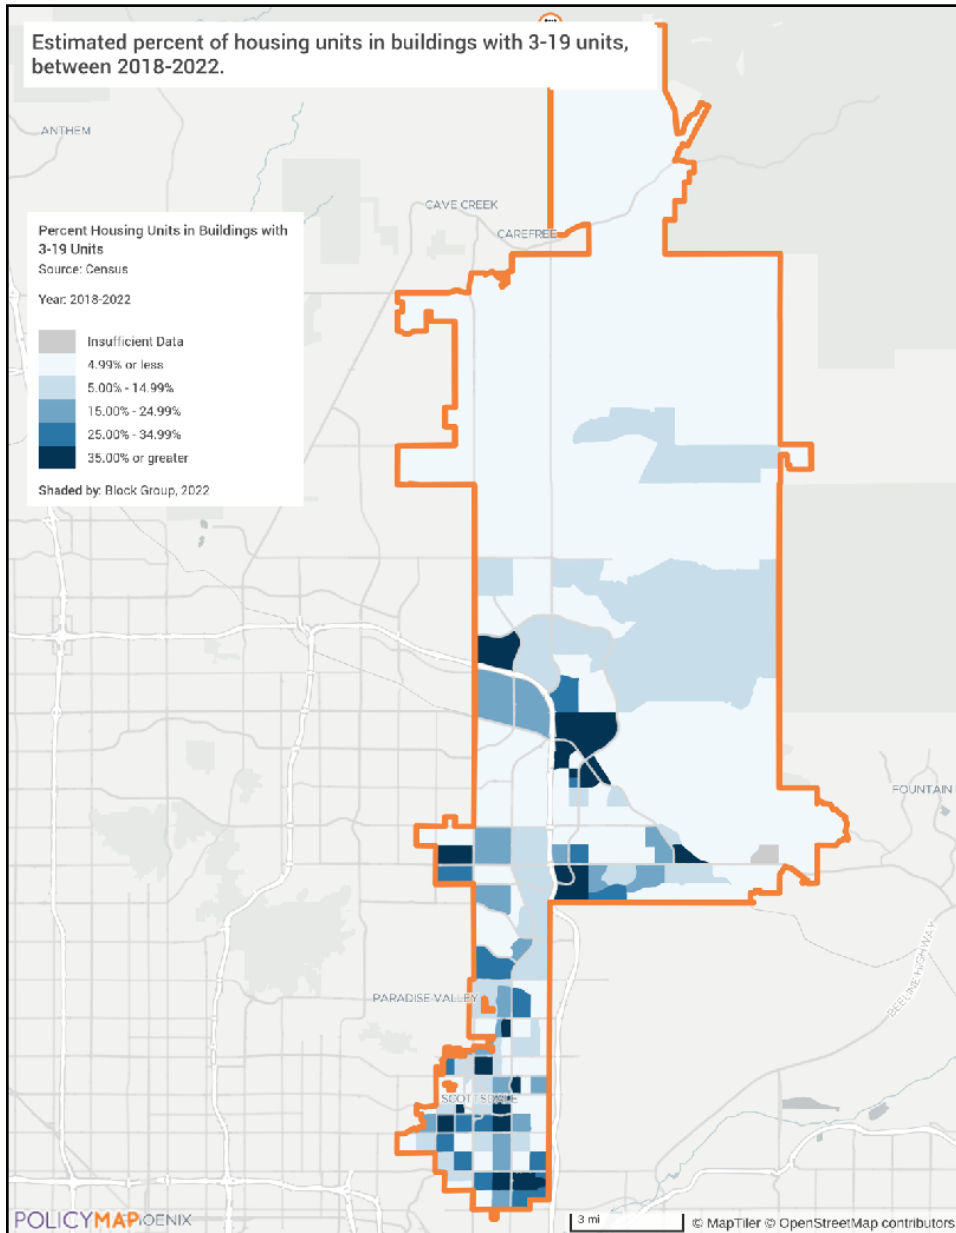 Estimated percent of housing units in buildings with 3-19 units,
between 2018-2022.
ANTHEM
CAVE CREEK
CAREFREE
Percent Housing Units in Buildings with
3-19 Units
Source: Census
Year: 2018-2022
Insufficient Data
4.99% or less
5.00% - 14.99%
15.00% - 24.99%
25.00% - 34.99%
35.00% or greater
Shaded by: Block Group, 2022
FOUNTAIN
BEELINE HIGHWAY
PARADISE VALLEY
SCOTTSDALE
POLICYMAP
3 mi
© MapTiler © OpenStreetMap contributors